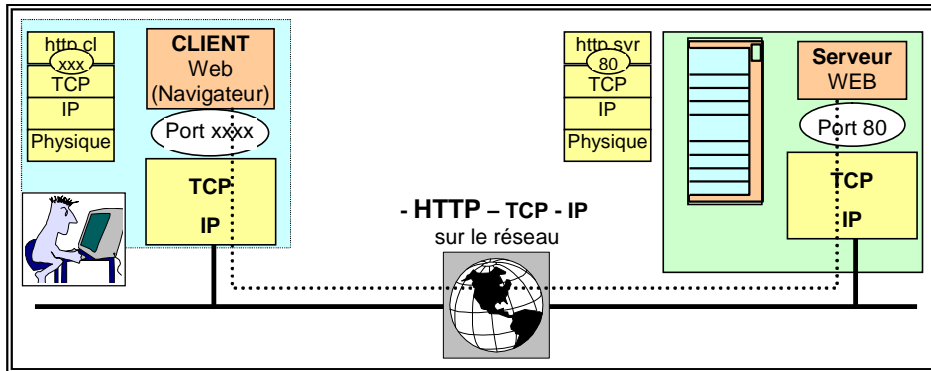 http cl
xxx
TCP
IP
Physique
CLIENT
Web
(Navigateur)
Port xxxx
TCP
IP
- HTTP – TCP - IP
sur le réseau
http svr
80
TCP
IP
Physique
Serveur
WEB
Port 80
TCP
IP